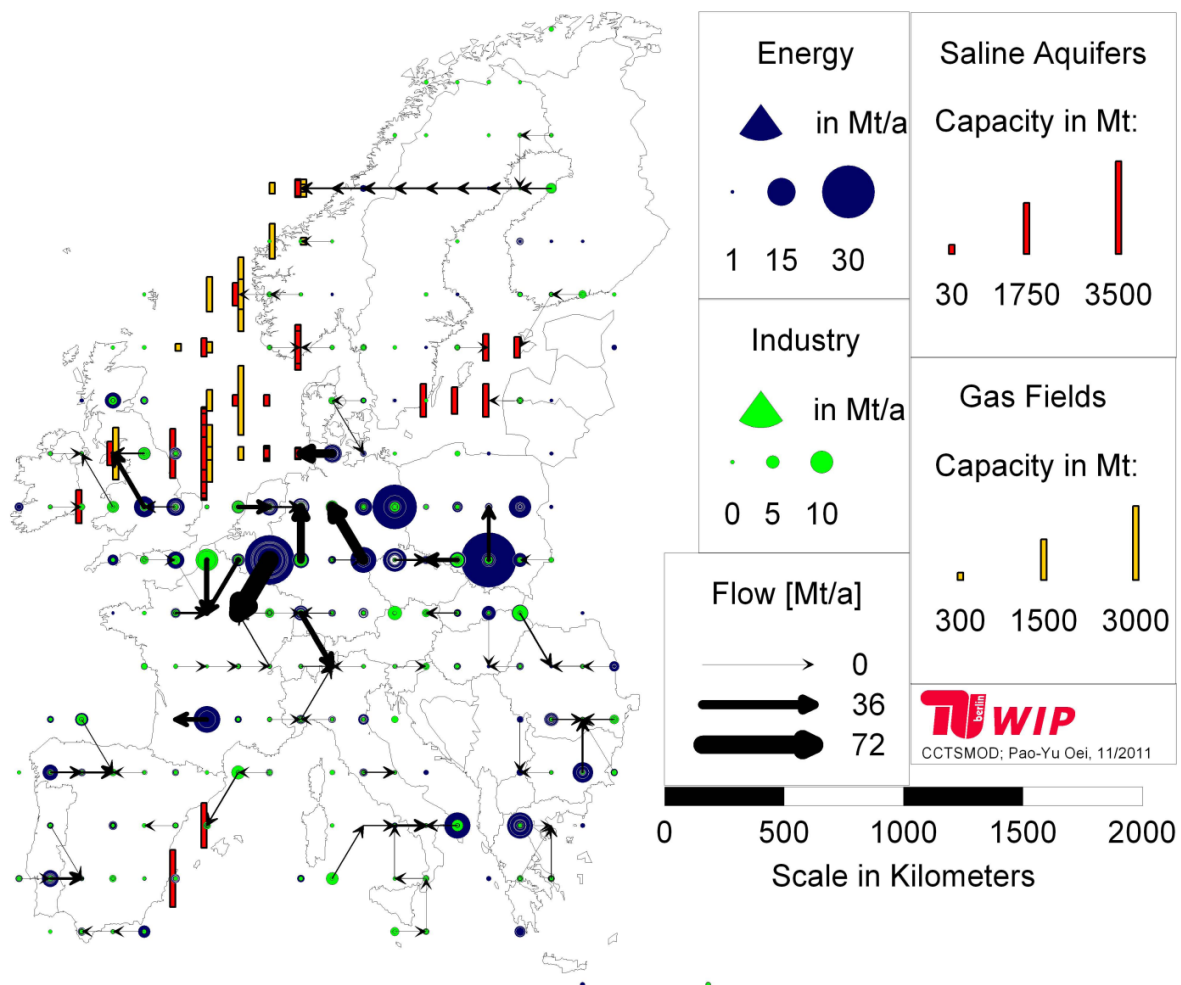 Energy
in Mt/a
1 15 30
Industry
in Mt/a
0 5 10
Flow [Mt/a]
0
36
72
Saline Aquifers
Capacity in Mt:
30 1750 3500
Gas Fields
Capacity in Mt:
300 1500 3000
TU berlin WIP
CCTSMOD; Pao-Yu Oei, 11/2011
0 500 1000 1500 2000
Scale in Kilometers